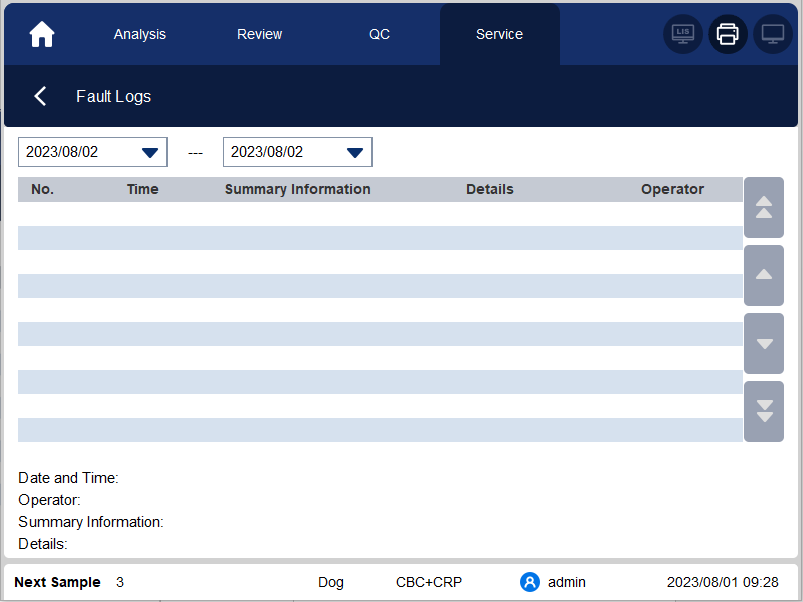 Analysis Review QC Service LIS
Fault Logs
2023/08/02 --- 2023/08/02
No. Time Summary Information Details Operator
Date and Time:
Operator:
Summary Information:
Details:
Next Sample 3 Dog CBC+CRP admin 2023/08/01 09:28